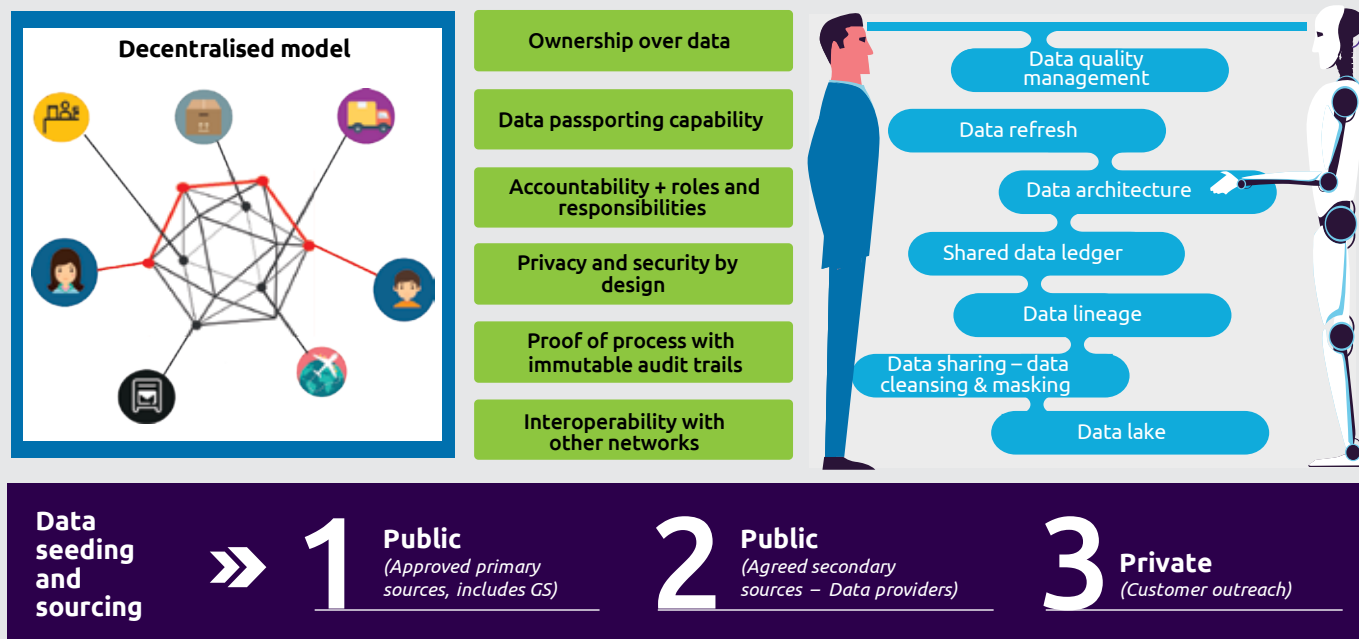 Decentralised model
Ownership over data
Data passporting capability
Accountability + roles and
responsibilities
Privacy and security by
design
Proof of process with
immutable audit trails
Interoperability with
other networks
Data quality
management
Data refresh
Data architecture
Shared data ledger
Data lineage
Data sharing – data
cleansing & masking
Data lake
Data
seeding
and
sourcing
1
Public
(Approved primary
sources, includes GS)
2
Public
(Agreed secondary
sources – Data providers)
3
Private
(Customer outreach)